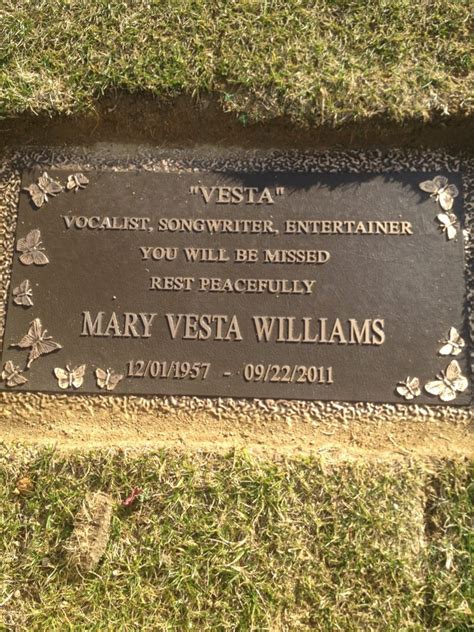 "VESTA"
VOCALIST, SONGWRITER, ENTERTAINER
YOU WILL BE MISSED
REST PEACEFULLY
MARY VESTA WILLIAMS
12/01/1957 - 09/22/2011